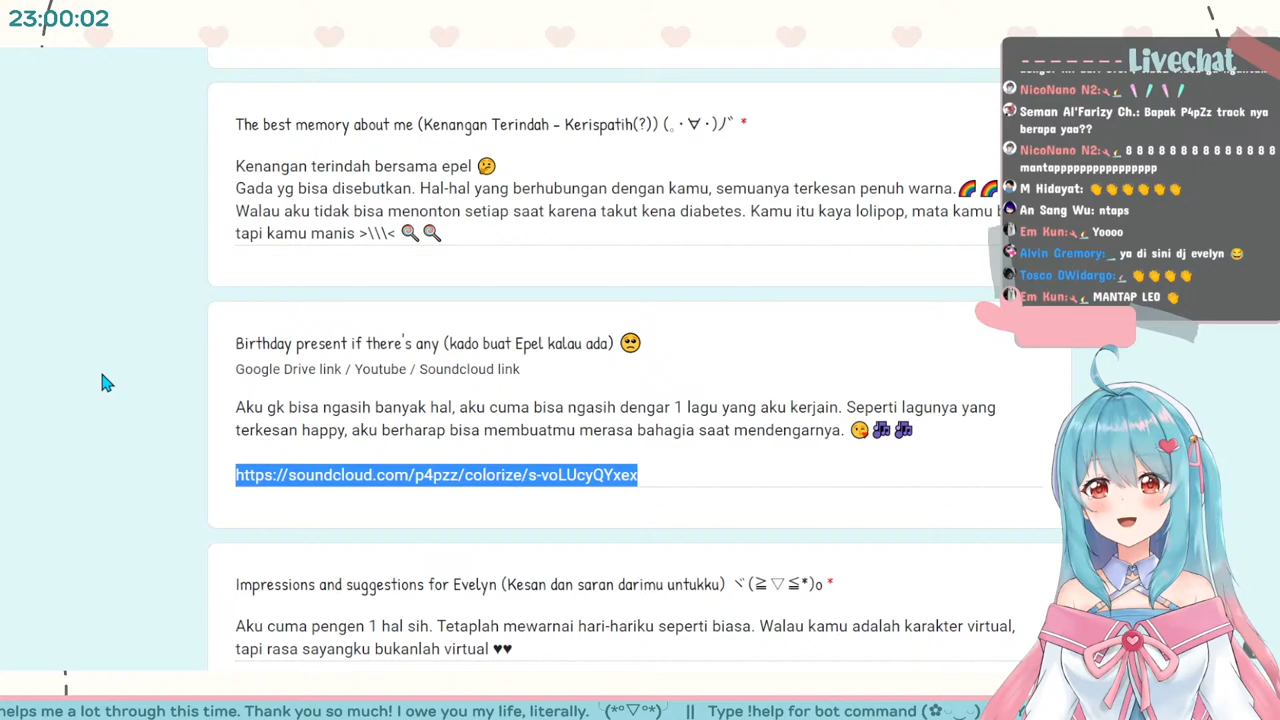 23:00:02
The best memory about me (Kenangan Terindah - Kerispatih(?)) (。・∀・)ノ゙ *
Kenangan terindah bersama epel 🫤
Gada yg bisa disebutkan. Hal-hal yang berhubungan dengan kamu, semuanya terkesan penuh warna.🌈 🌈
Walau aku tidak bisa menonton setiap saat karena takut kena diabetes. Kamu itu kaya lolipop, mata kamu
tapi kamu manis >\\\< 🍭 🍭
Birthday present if there's any (kado buat Epel kalau ada) 🥺
Google Drive link / Youtube / Soundcloud link
Aku gk bisa ngasih banyak hal, aku cuma bisa ngasih dengar 1 lagu yang aku kerjain. Seperti lagunya yang
terkesan happy, aku berharap bisa membuatmu merasa bahagia saat mendengarnya. 😘 🎶 🎶
https://soundcloud.com/p4pzz/colorize/s-voLUcyQYxex
Impressions and suggestions for Evelyn (Kesan dan saran darimu untukku) ヾ(≧▽≦*)o *
Aku cuma pengen 1 hal sih. Tetaplah mewarnai hari-hariku seperti biasa. Walau kamu adalah karakter virtual,
tapi rasa sayangku bukanlah virtual ♥♥
Livechat
NicoNano N2:
Seman Al'Farizy Ch.: Bapak P4pZz track nya
berapa yaa??
NicoNano N2: 8 8 8 8 8 8 8 8 8 8 8 8 8 8
mantappppppppppppppp
M Hidayat: 👏👏👏👏👏👏
An Sang Wu: ntaps
Em Kun: Yoooo
Alvin Gremory: ya di sini dj evelyn 😂
Tosco DWidargo: 👏👏👏👏
Em Kun: MANTAP LEO 👏
helps me a lot through this time. Thank you so much! I owe you my life, literally. ╰(*°▽°*)╯ || Type !help for bot command (✿◡‿◡)